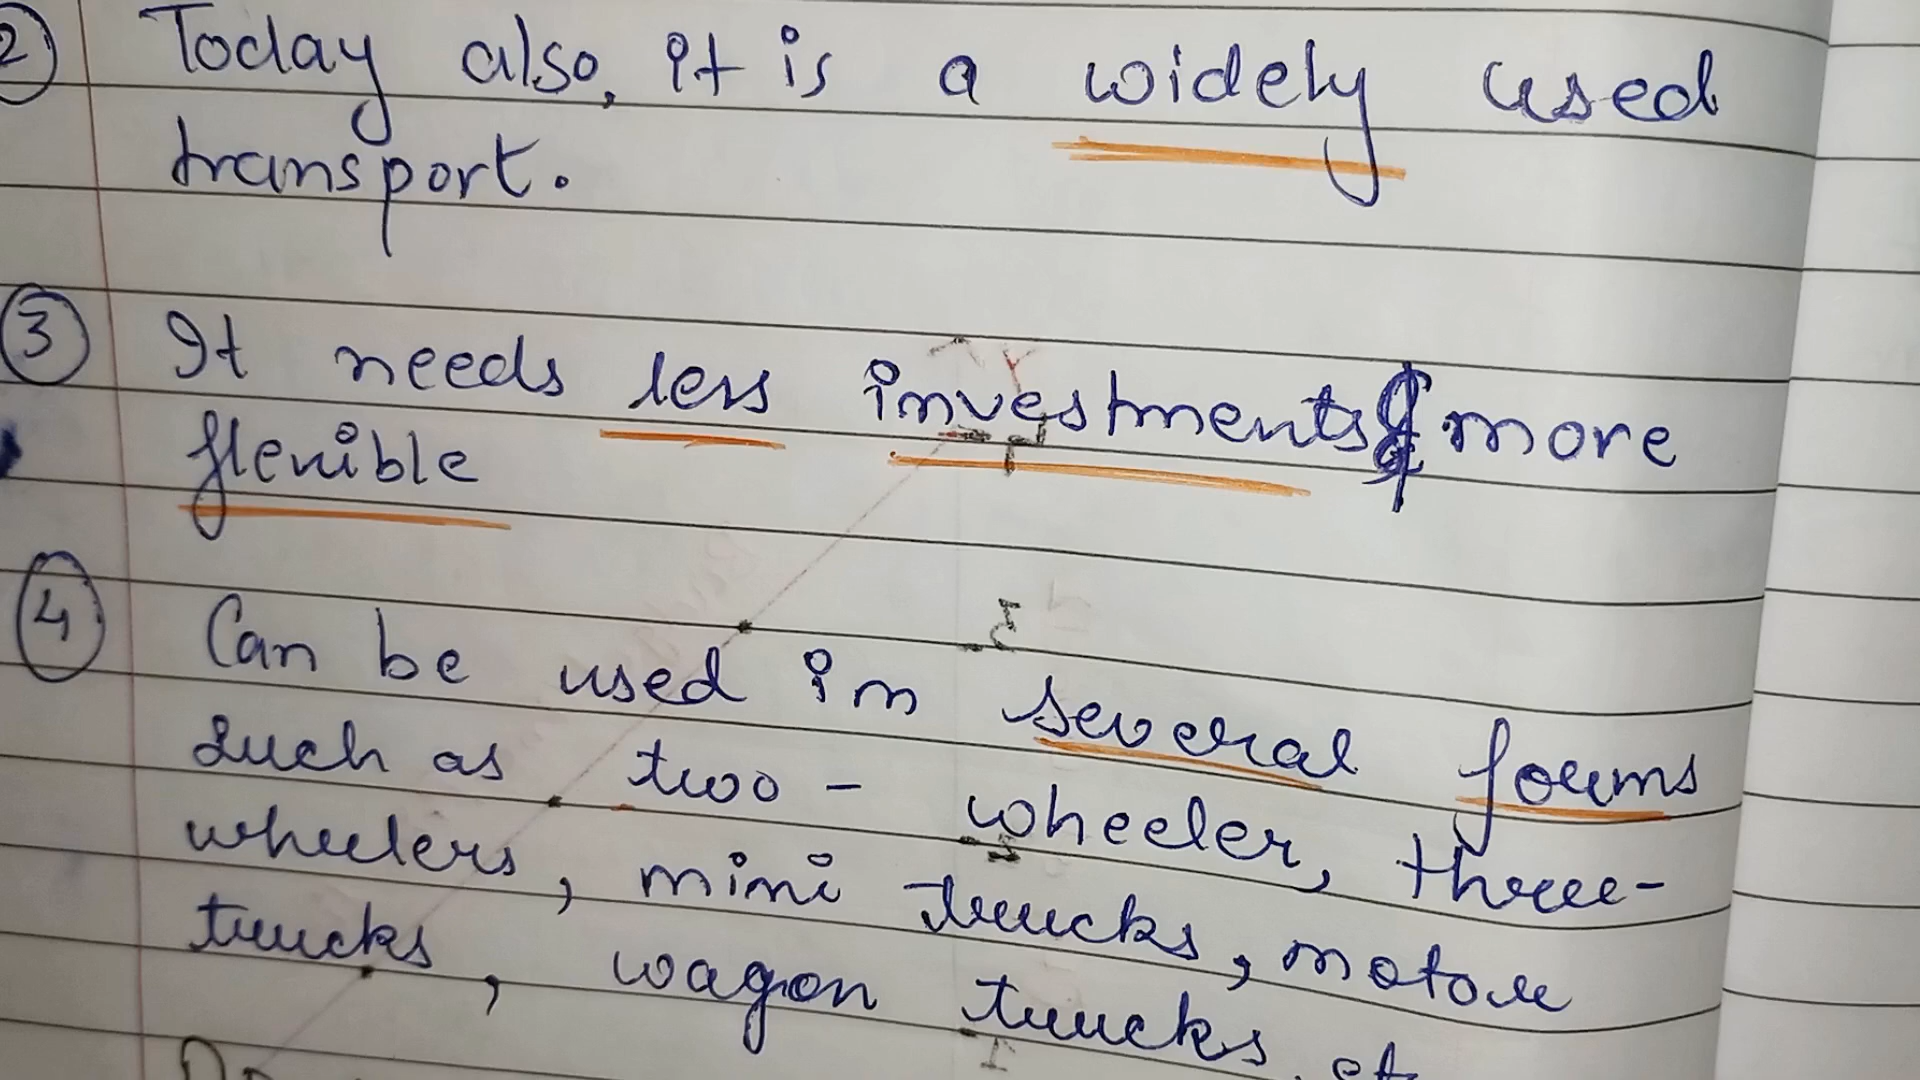 2 Today also, it is a widely used
transport.
3 It needs less investments & more
flexible
4 Can be used in several forms
such as two - wheeler, three-
wheelers, mini trucks, motor
trucks, wagon trucks, et